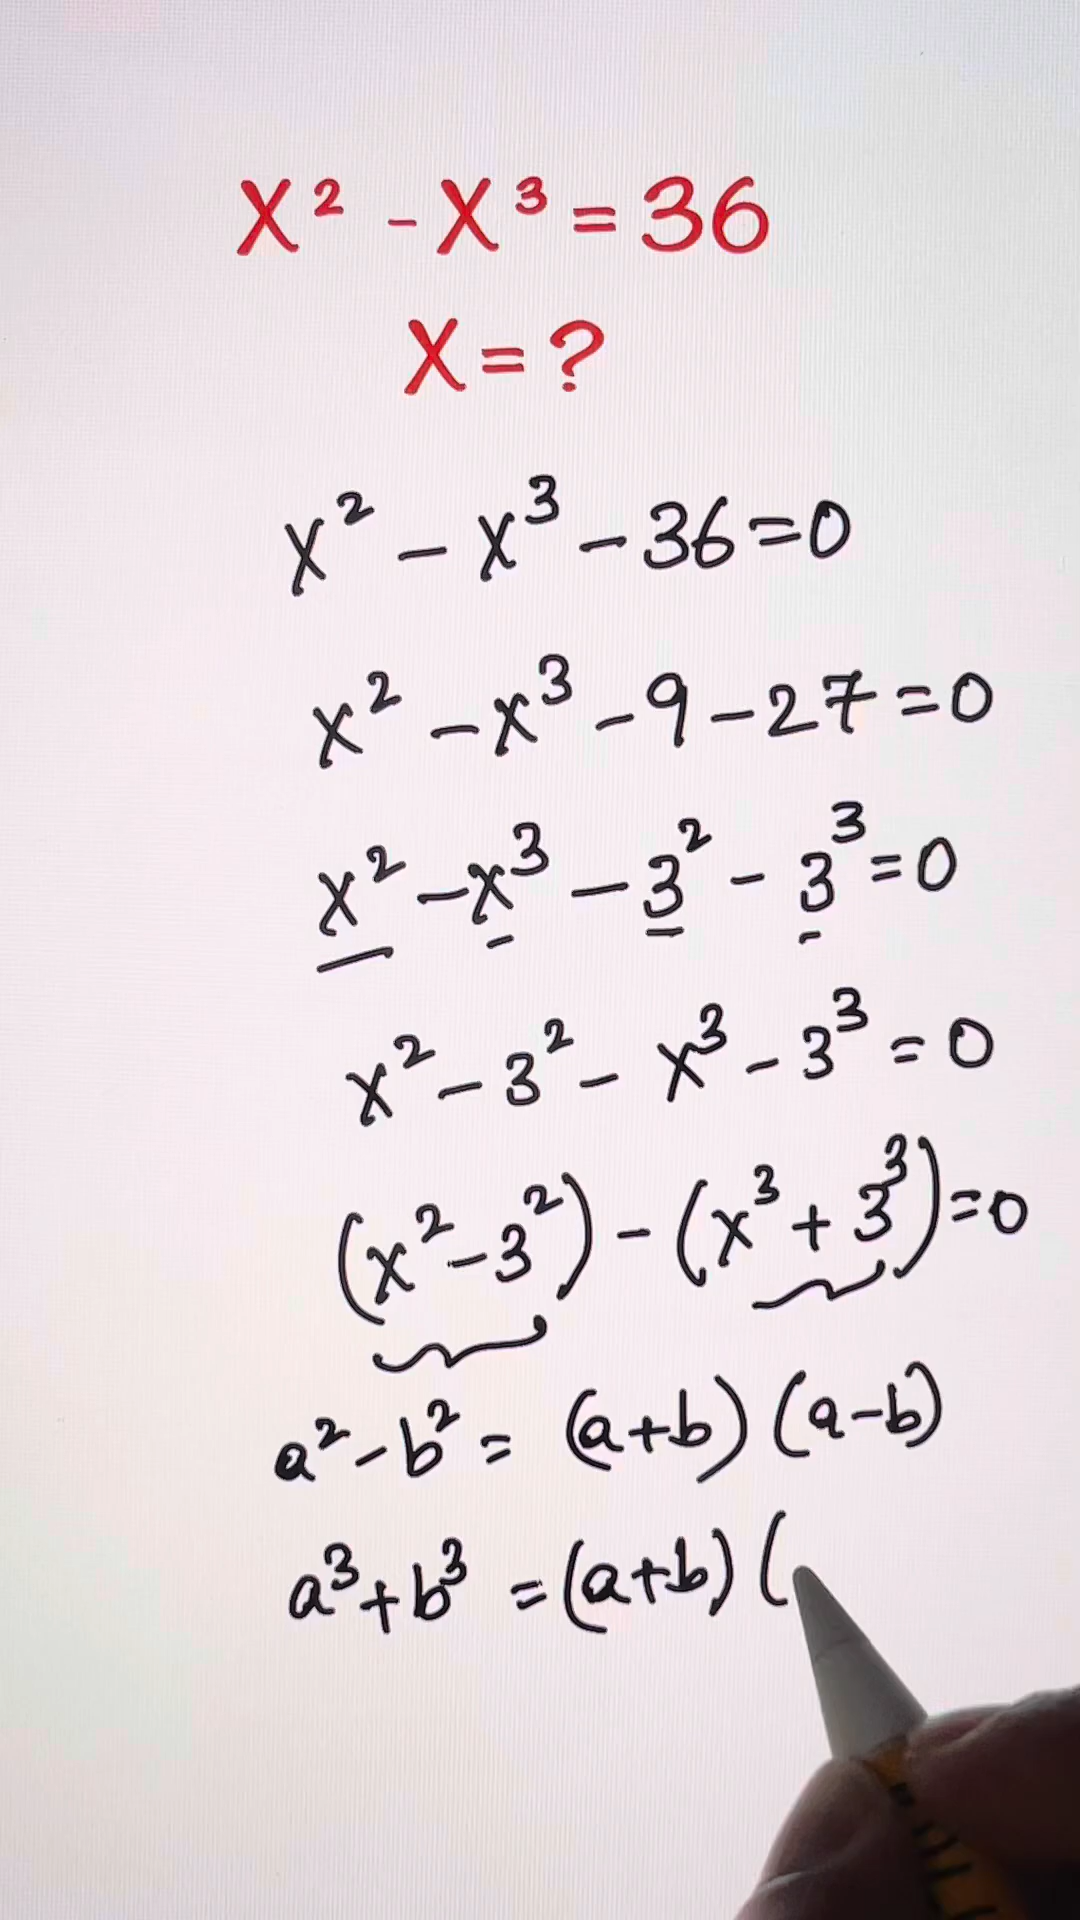 X² - X³ = 36
X = ?
x² - x³ - 36 = 0
x² - x³ - 9 - 27 = 0
x² - x³ - 3² - 3³ = 0
x² - 3² - x³ - 3³ = 0
(x² - 3²) - (x³ + 3³) = 0
a² - b² = (a+b) (a-b)
a³ + b³ = (a+b) (